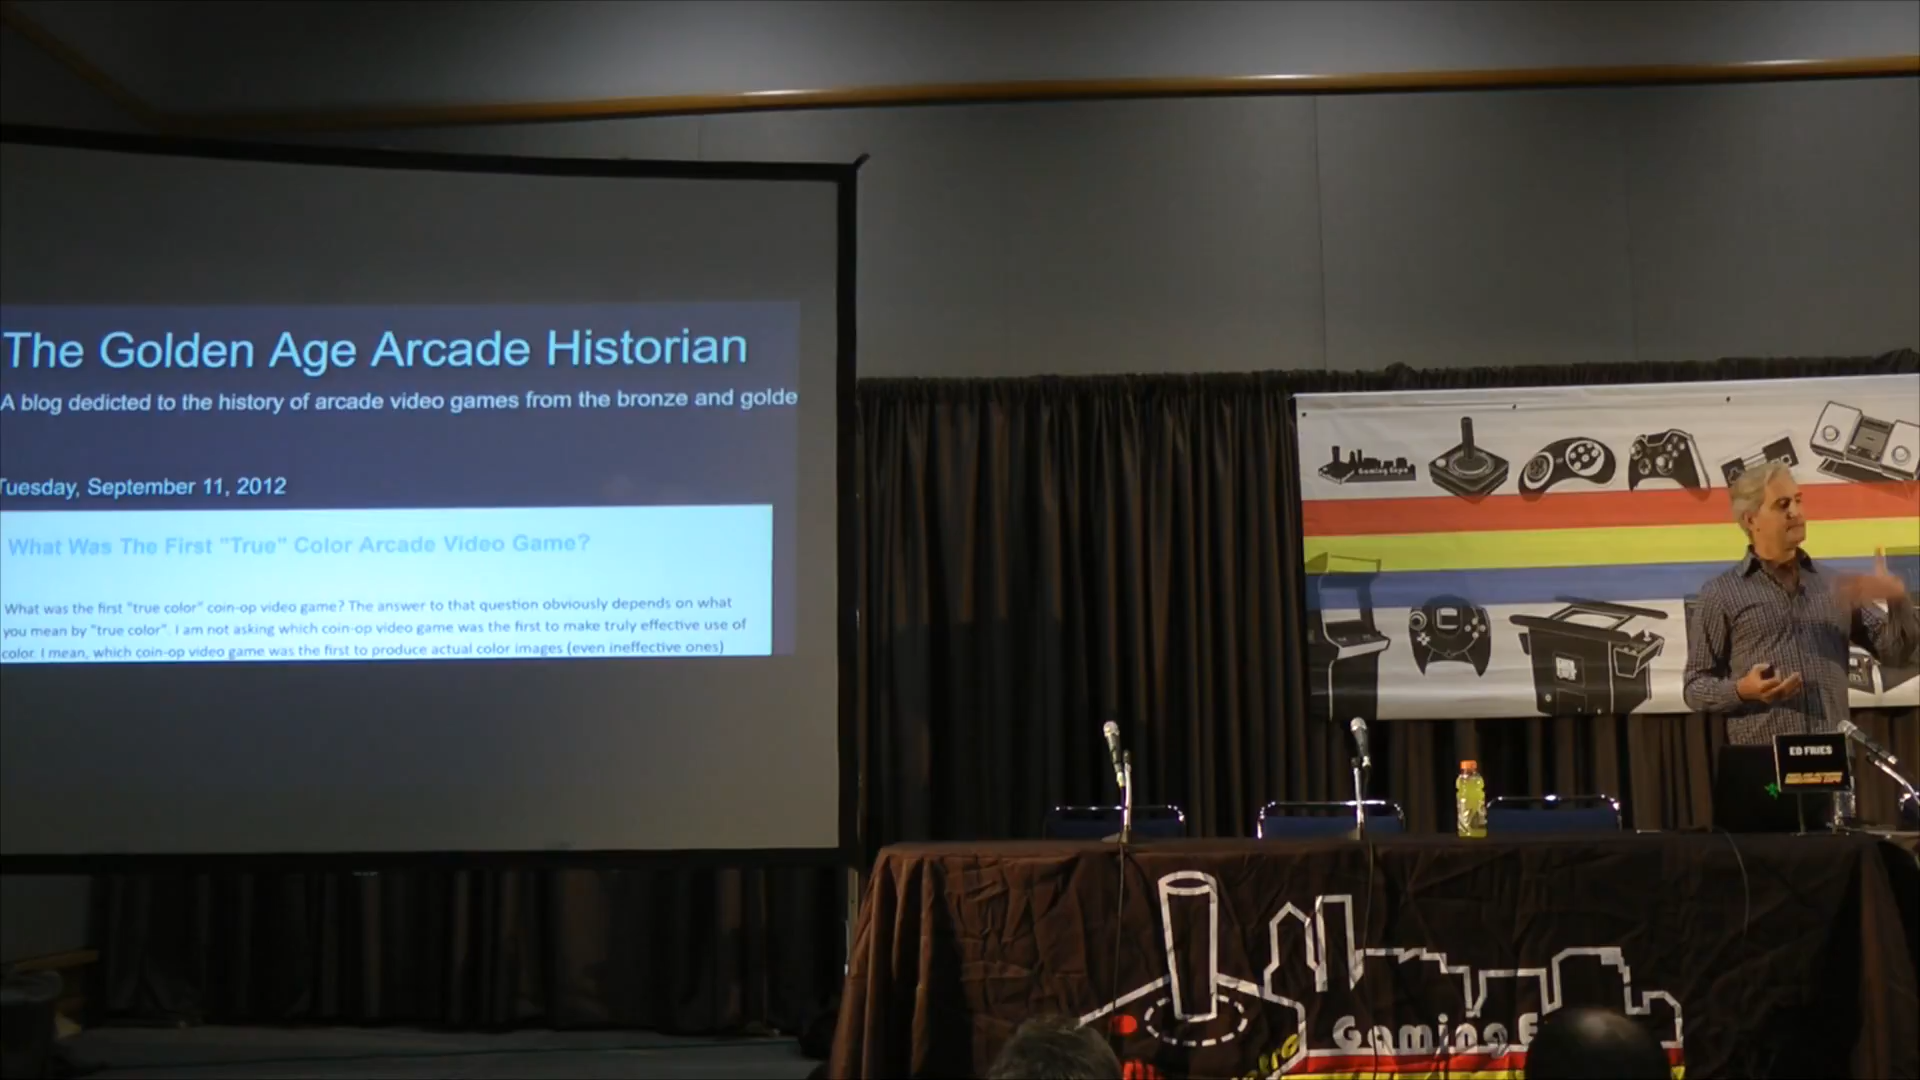 The Golden Age Arcade Historian
A blog dedicted to the history of arcade video games from the bronze and golde
Tuesday, September 11, 2012
What Was The First "True" Color Arcade Video Game?
What was the first "true color" coin-op video game? The answer to that question obviously depends on what
you mean by "true color". I am not asking which coin-op video game was the first to make truly effective use of
color. I mean, which coin-op video game was the first to produce actual color images (even ineffective ones)
Gaming Expo
ED FRIES
Gaming E